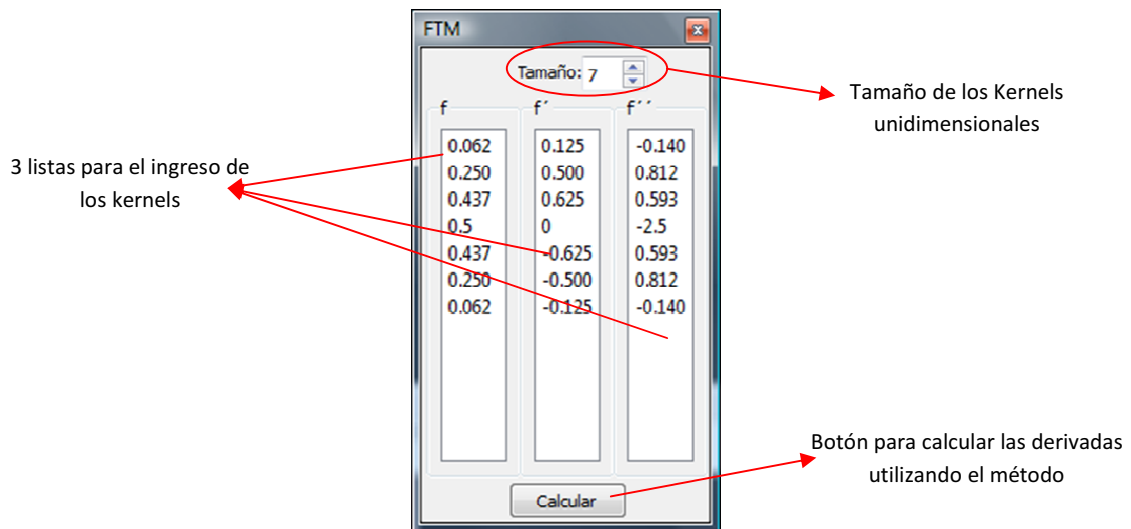 FTM
Tamaño: 7
Tamaño de los Kernels
unidimensionales
3 listas para el ingreso de
los kernels
f f´ f´´
0.062 0.125 -0.140
0.250 0.500 0.812
0.437 0.625 0.593
0.5 0 -2.5
0.437 -0.625 0.593
0.250 -0.500 0.812
0.062 -0.125 -0.140
Botón para calcular las derivadas
utilizando el método
Calcular